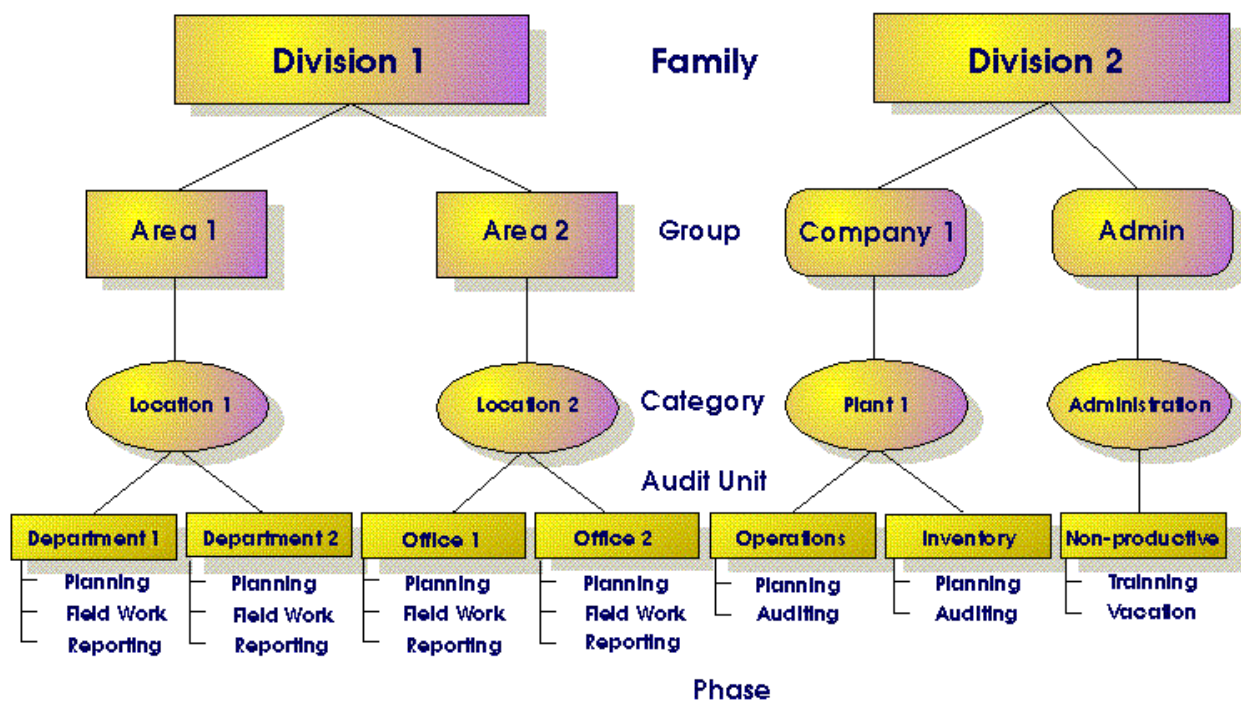 Division 1
Family
Division 2
Area 1
Area 2
Group
Company 1
Admin
Location 1
Location 2
Category
Plant 1
Administration
Audit Unit
Department 1
Department 2
Office 1
Office 2
Operations
Inventory
Non-productive
Planning
Field Work
Reporting
Planning
Field Work
Reporting
Planning
Field Work
Reporting
Planning
Field Work
Reporting
Planning
Auditing
Planning
Auditing
Trainning
Vacation
Phase